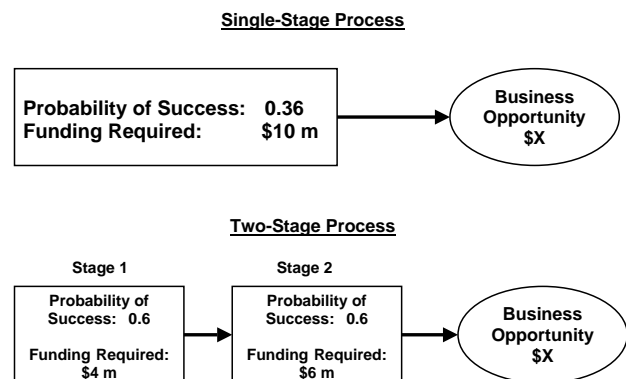 Single-Stage Process
Probability of Success: 0.36
Funding Required: $10 m
Business
Opportunity
$X
Two-Stage Process
Stage 1
Stage 2
Probability of
Success: 0.6
Funding Required:
$4 m
Probability of
Success: 0.6
Funding Required:
$6 m
Business
Opportunity
$X